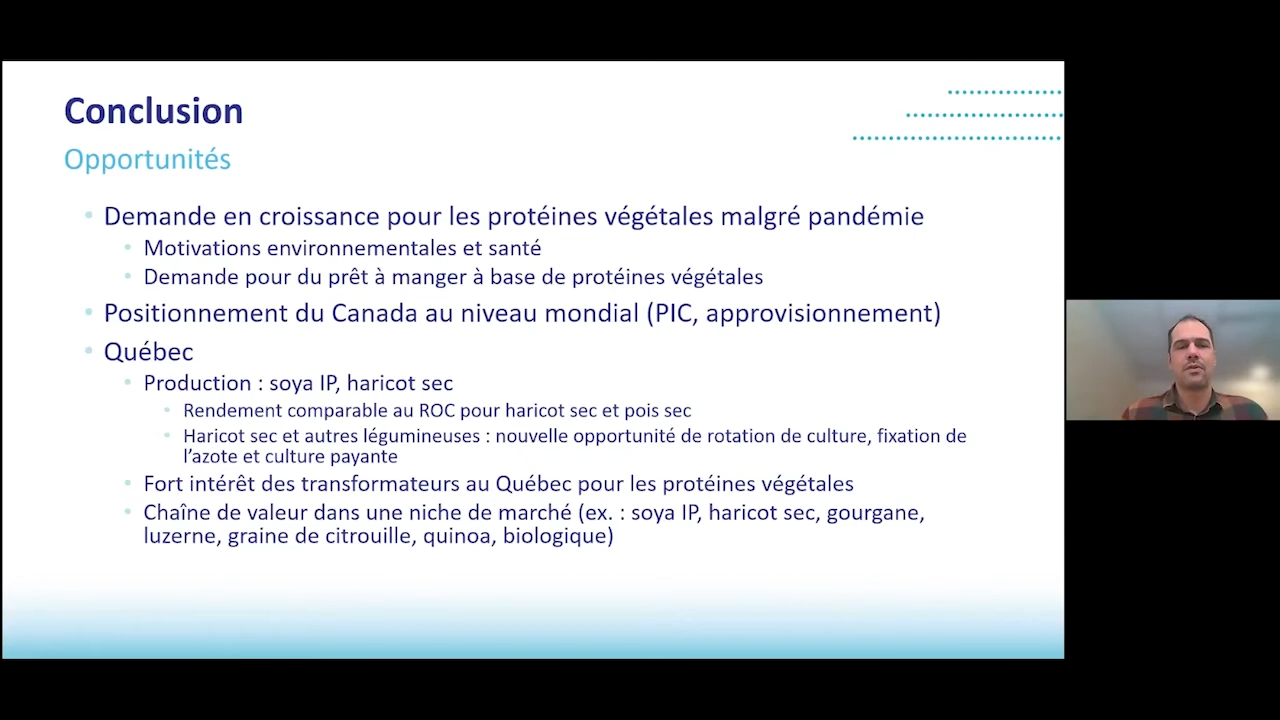 Conclusion
Opportunités
• Demande en croissance pour les protéines végétales malgré pandémie
• Motivations environnementales et santé
• Demande pour du prêt à manger à base de protéines végétales
• Positionnement du Canada au niveau mondial (PIC, approvisionnement)
• Québec
• Production : soya IP, haricot sec
• Rendement comparable au ROC pour haricot sec et pois sec
• Haricot sec et autres légumineuses : nouvelle opportunité de rotation de culture, fixation de
l’azote et culture payante
• Fort intérêt des transformateurs au Québec pour les protéines végétales
• Chaîne de valeur dans une niche de marché (ex. : soya IP, haricot sec, gourgane,
luzerne, graine de citrouille, quinoa, biologique)